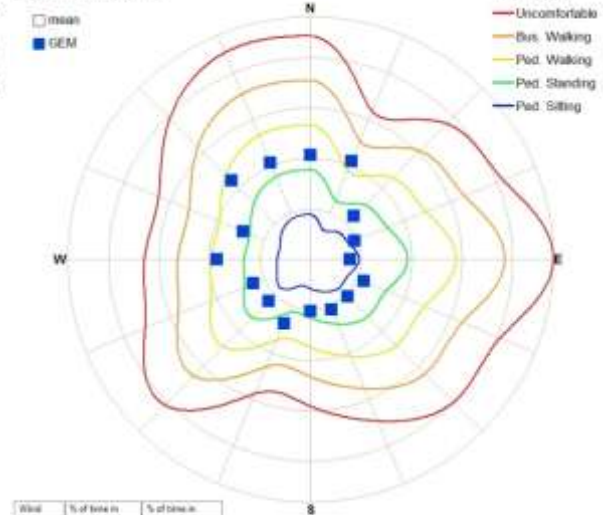 N
mean
GEM
Uncomfortable
Bus. Walking
Ped. Walking
Ped. Standing
Ped. Sitting
W
E
S
Wind
% of time in
% of time in